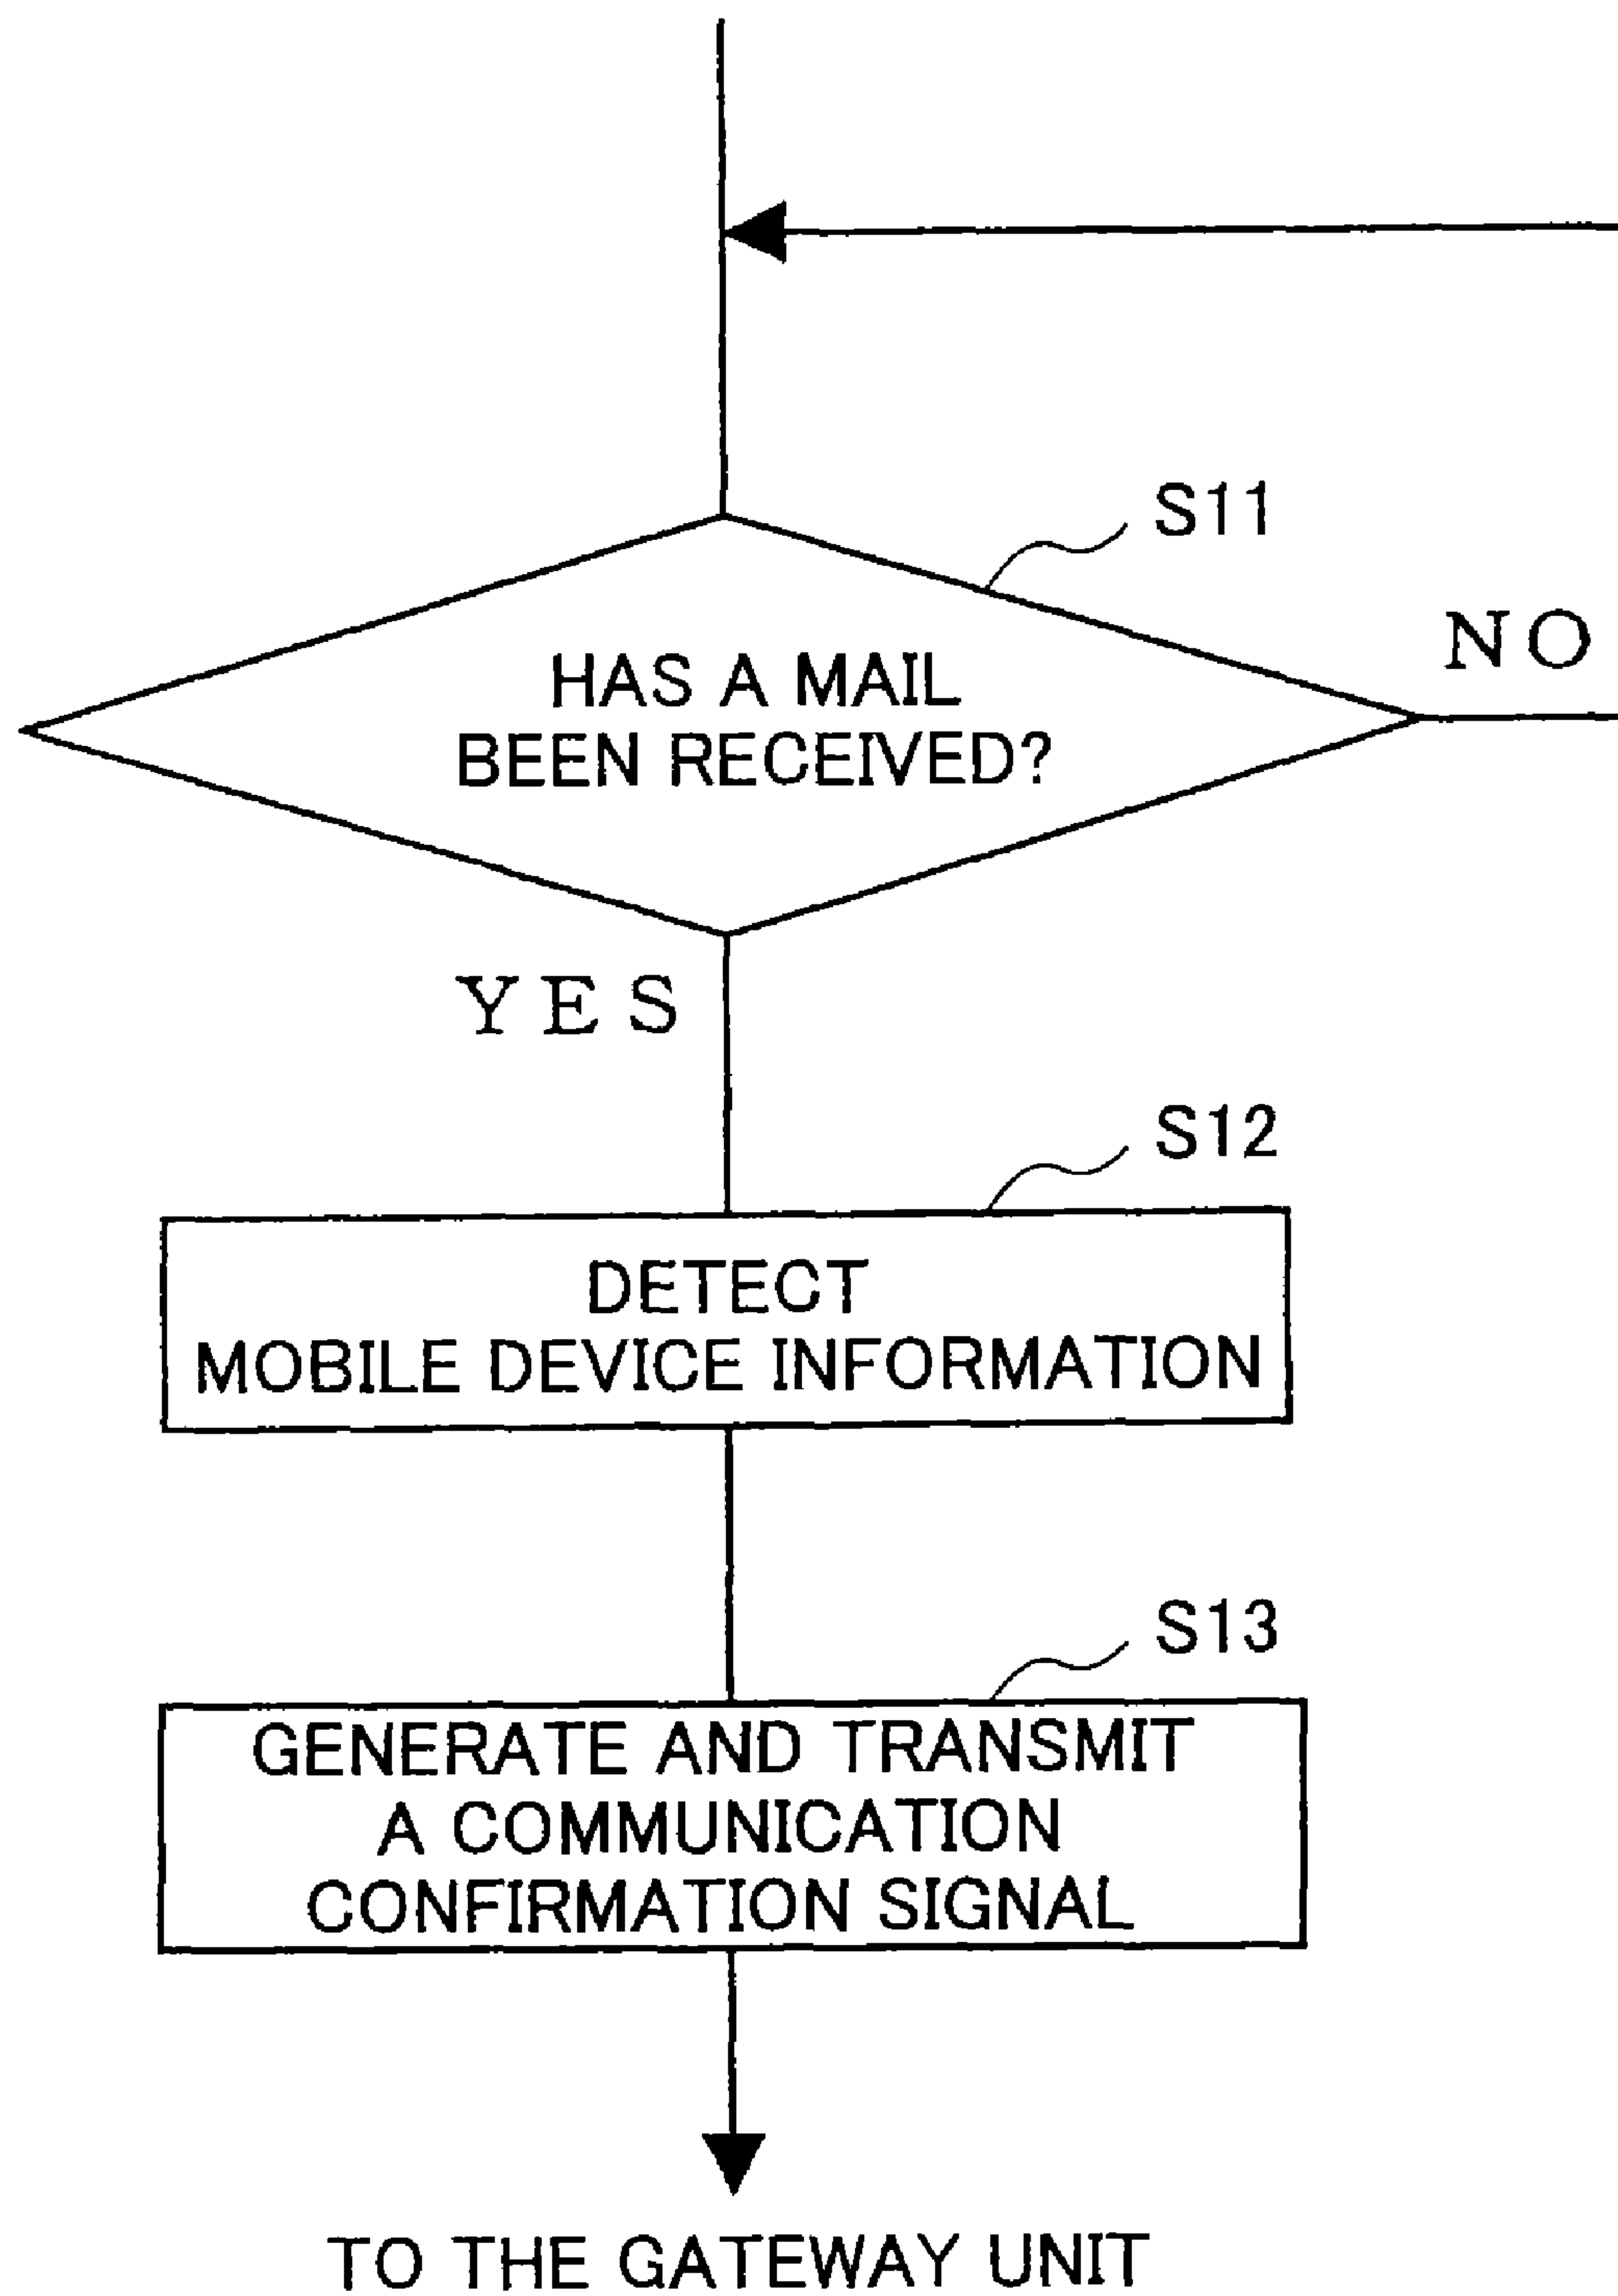 S11
NO
HAS A MAIL
BEEN RECEIVED?
YES
S12
DETECT
MOBILE DEVICE INFORMATION
S13
GENERATE AND TRANSMIT
A COMMUNICATION
CONFIRMATION SIGNAL
TO THE GATEWAY UNIT